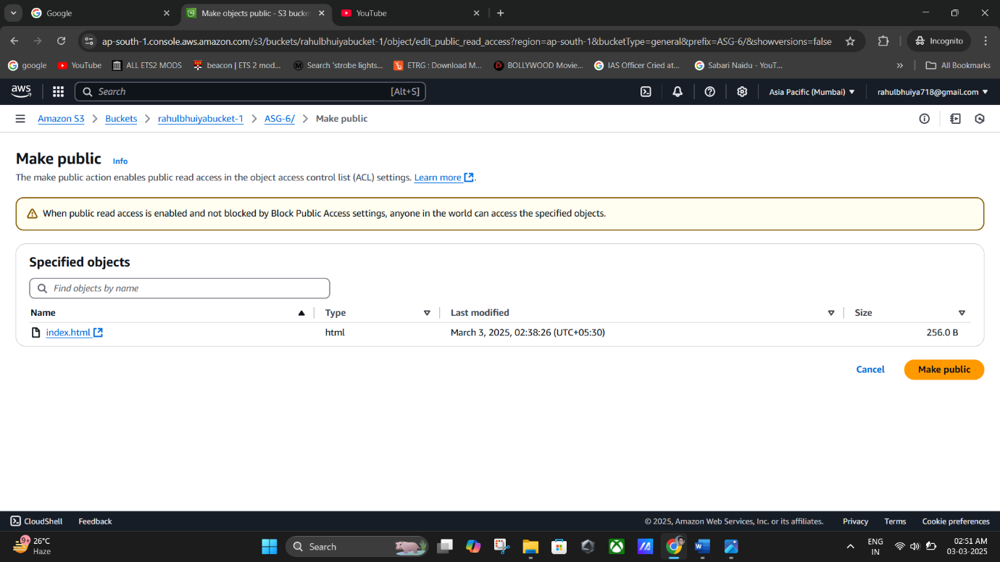 Google
Make objects public - S3 bucke
YouTube
ap-south-1.console.aws.amazon.com/s3/buckets/rahulbhuiyabucket-1/object/edit_public_read_access?region=ap-south-1&bucketType=general&prefix=ASG-6/&showversions=false
Incognito
google
YouTube
ALL ETS2 MODS
beacon | ETS 2 mod...
Search 'strobe lights...
ETRG : Download M...
BOLLYWOOD Movie...
IAS Officer Cried at...
Sabari Naidu - YouT...
»
All Bookmarks
aws
Search
[Alt+S]
Asia Pacific (Mumbai)
rahulbhuiya718@gmail.com
Amazon S3 > Buckets > rahulbhuiyabucket-1 > ASG-6/ > Make public
Make public Info
The make public action enables public read access in the object access control list (ACL) settings. Learn more.
When public read access is enabled and not blocked by Block Public Access settings, anyone in the world can access the specified objects.
Specified objects
Find objects by name
Name Type Last modified Size
index.html html March 3, 2025, 02:38:26 (UTC+05:30) 256.0 B
Cancel Make public
CloudShell Feedback © 2025, Amazon Web Services, Inc. or its affiliates. Privacy Terms Cookie preferences
9+
26°C
Haze
Search
ENG
IN
02:51 AM
03-03-2025